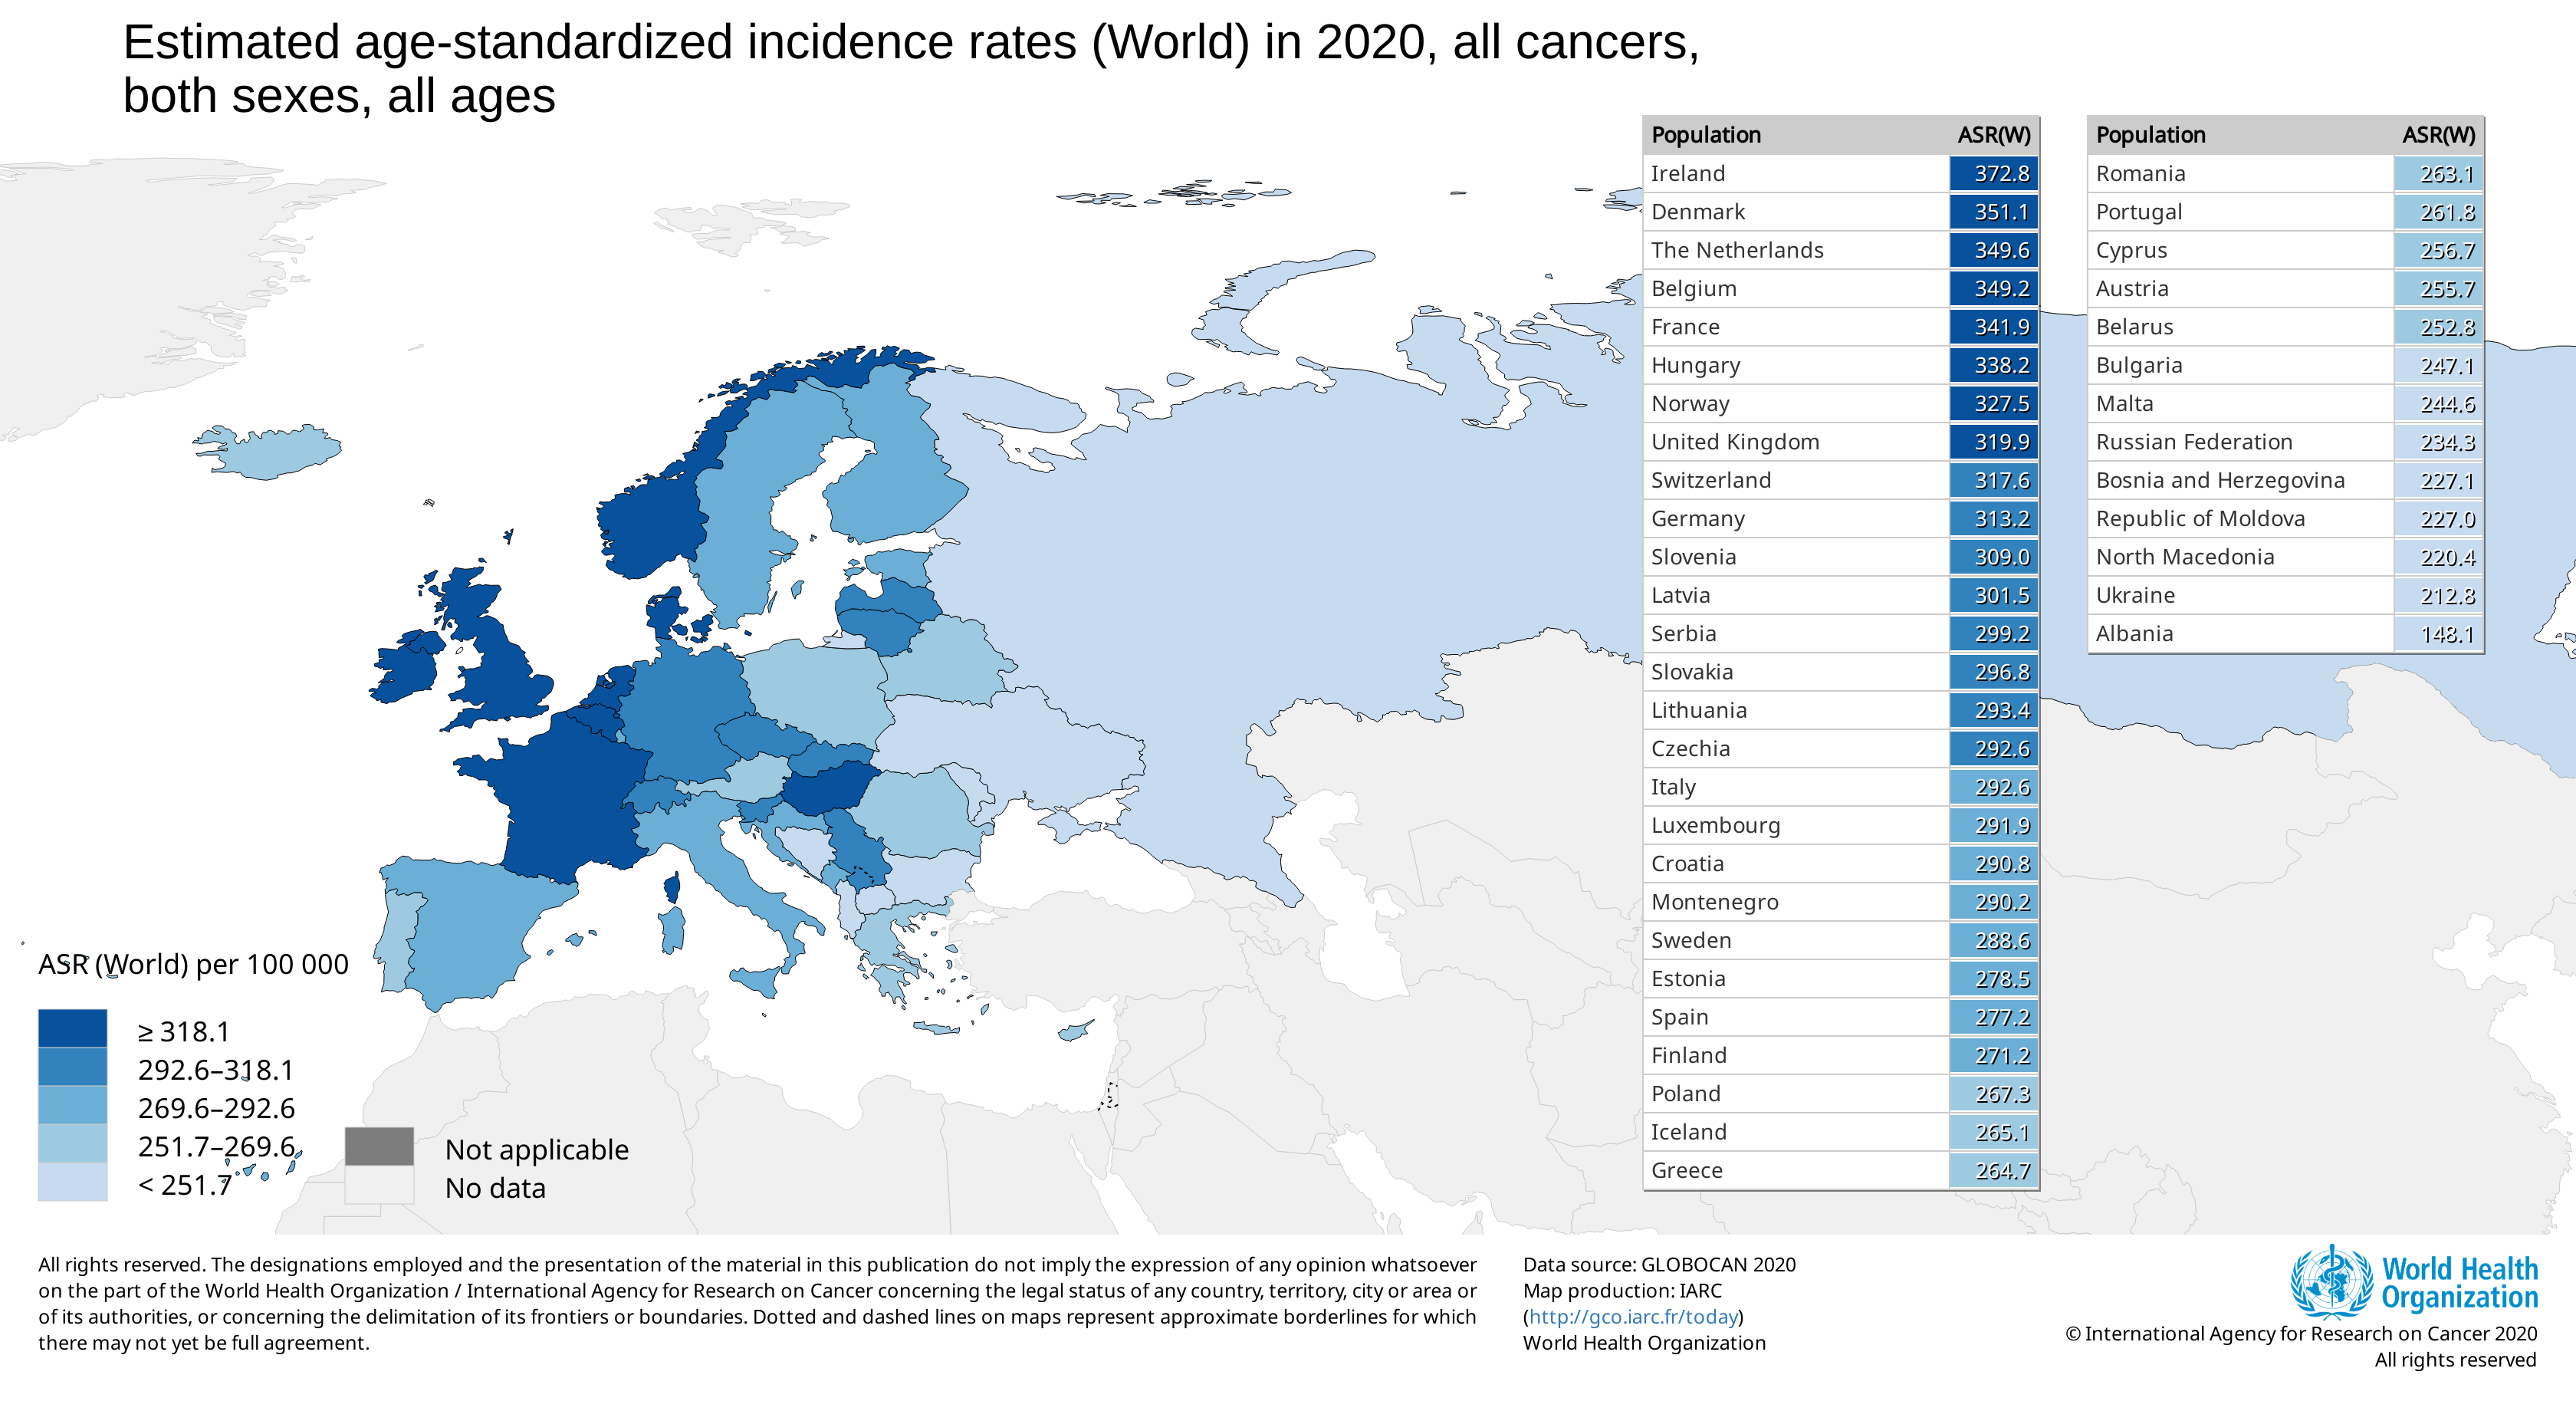 Estimated age-standardized incidence rates (World) in 2020, all cancers,
both sexes, all ages
Population ASR(W)
Ireland 372.8
Denmark 351.1
The Netherlands 349.6
Belgium 349.2
France 341.9
Hungary 338.2
Norway 327.5
United Kingdom 319.9
Switzerland 317.6
Germany 313.2
Slovenia 309.0
Latvia 301.5
Serbia 299.2
Slovakia 296.8
Lithuania 293.4
Czechia 292.6
Italy 292.6
Luxembourg 291.9
Croatia 290.8
Montenegro 290.2
Sweden 288.6
Estonia 278.5
Spain 277.2
Finland 271.2
Poland 267.3
Iceland 265.1
Greece 264.7
Population ASR(W)
Romania 263.1
Portugal 261.8
Cyprus 256.7
Austria 255.7
Belarus 252.8
Bulgaria 247.1
Malta 244.6
Russian Federation 234.3
Bosnia and Herzegovina 227.1
Republic of Moldova 227.0
North Macedonia 220.4
Ukraine 212.8
Albania 148.1
ASR (World) per 100 000
≥ 318.1
292.6–318.1
269.6–292.6
251.7–269.6
< 251.7
Not applicable
No data
All rights reserved. The designations employed and the presentation of the material in this publication do not imply the expression of any opinion whatsoever
on the part of the World Health Organization / International Agency for Research on Cancer concerning the legal status of any country, territory, city or area or
of its authorities, or concerning the delimitation of its frontiers or boundaries. Dotted and dashed lines on maps represent approximate borderlines for which
there may not yet be full agreement.
Data source: GLOBOCAN 2020
Map production: IARC
(http://gco.iarc.fr/today)
World Health Organization
World Health
Organization
© International Agency for Research on Cancer 2020
All rights reserved